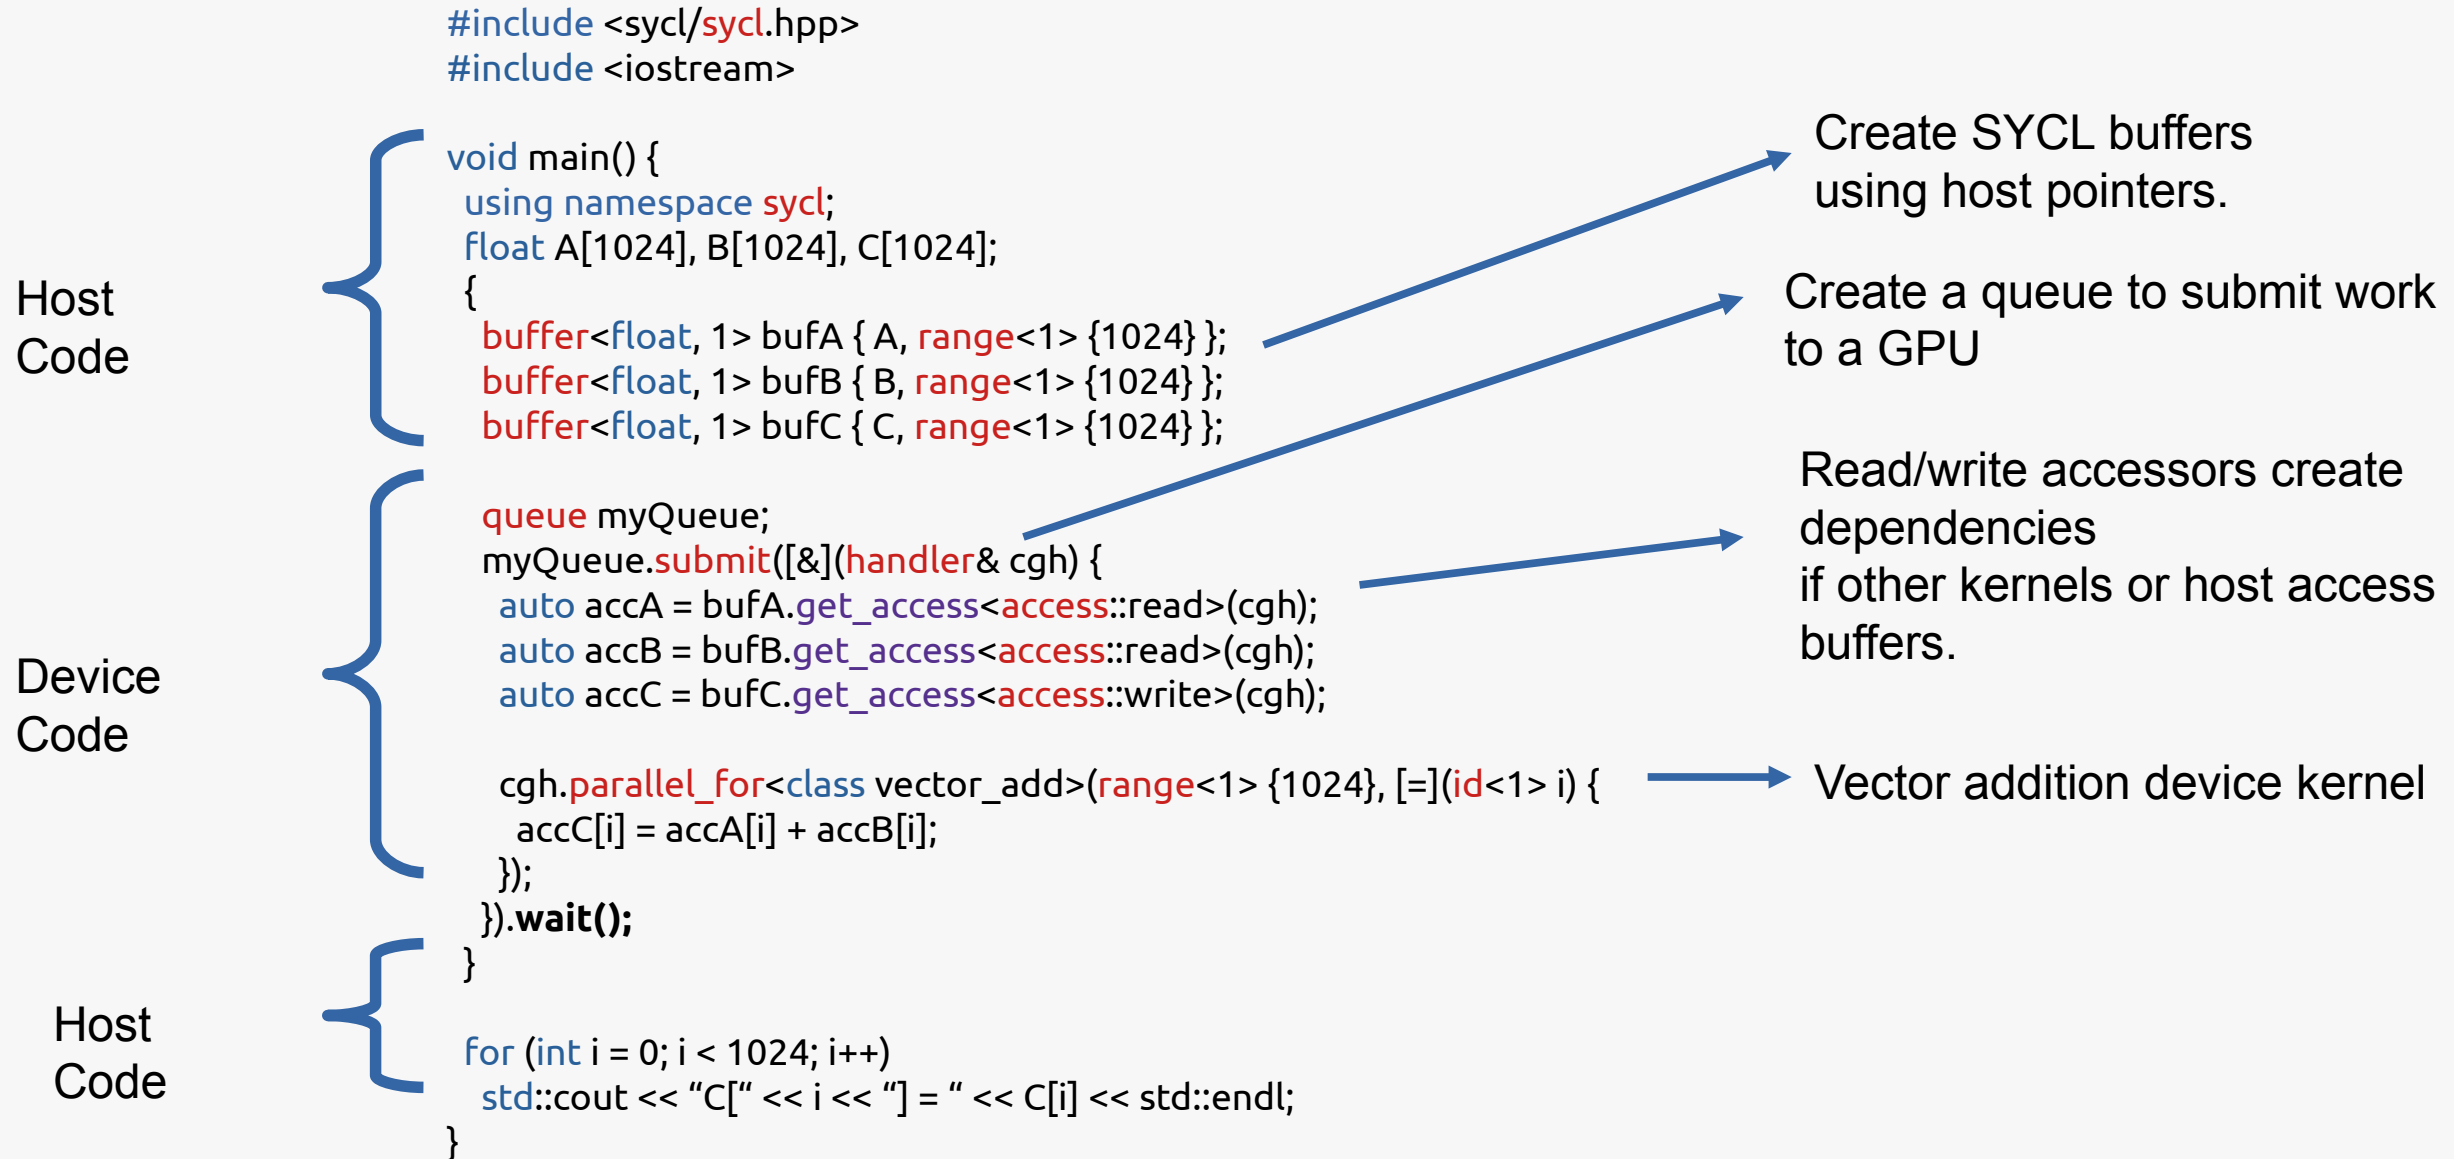 #include <sycl/sycl.hpp>
#include <iostream>
void main() {
using namespace sycl;
float A[1024], B[1024], C[1024];
{
buffer<float, 1> bufA { A, range<1> {1024} };
buffer<float, 1> bufB { B, range<1> {1024} };
buffer<float, 1> bufC { C, range<1> {1024} };
queue myQueue;
myQueue.submit([&](handler& cgh) {
auto accA = bufA.get_access<access::read>(cgh);
auto accB = bufB.get_access<access::read>(cgh);
auto accC = bufC.get_access<access::write>(cgh);
cgh.parallel_for<class vector_add>(range<1> {1024}, [=](id<1> i) {
accC[i] = accA[i] + accB[i];
});
}).wait();
}
for (int i = 0; i < 1024; i++)
std::cout << “C[“ << i << “] = “ << C[i] << std::endl;
}
Host
Code
Device
Code
Host
Code
Create SYCL buffers
using host pointers.
Create a queue to submit work
to a GPU
Read/write accessors create
dependencies
if other kernels or host access
buffers.
Vector addition device kernel